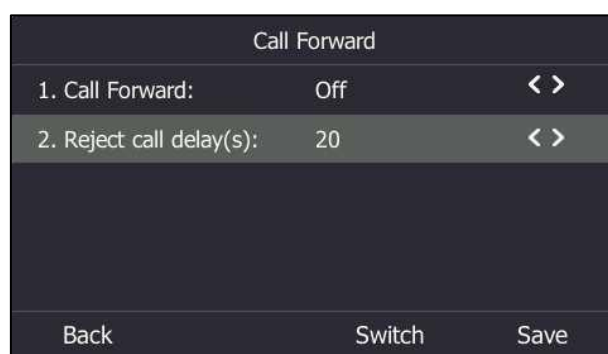 Call Forward
1. Call Forward: Off < >
2. Reject call delay(s): 20 < >
Back Switch Save